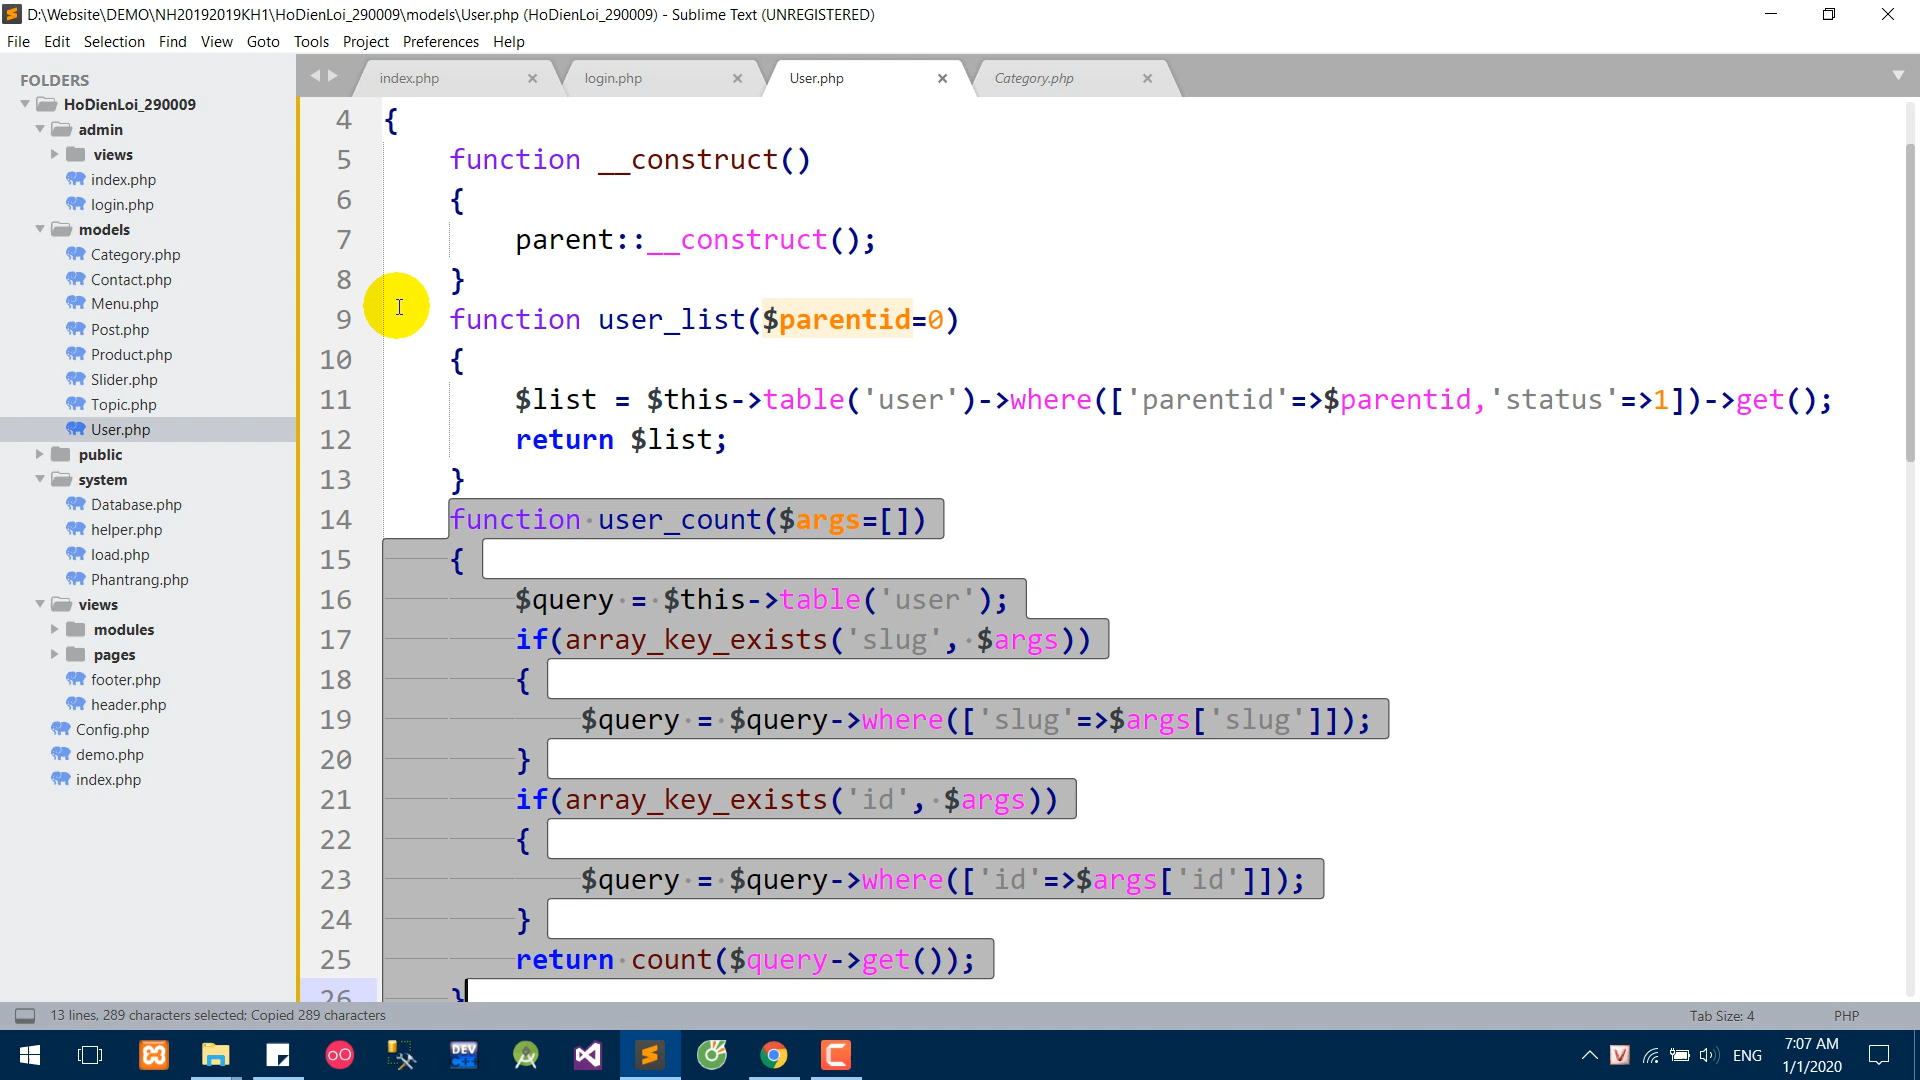 D:\Website\DEMO\NH20192019KH1\HoDienLoi_290009\models\User.php (HoDienLoi_290009) - Sublime Text (UNREGISTERED)
File Edit Selection Find View Goto Tools Project Preferences Help
FOLDERS
HoDienLoi_290009
admin
views
index.php
login.php
models
Category.php
Contact.php
Menu.php
Post.php
Product.php
Slider.php
Topic.php
User.php
public
system
Database.php
helper.php
load.php
Phantrang.php
views
modules
pages
footer.php
header.php
Config.php
demo.php
index.php
index.php login.php User.php Category.php
4 {
5 function __construct()
6 {
7 parent::__construct();
8 }
9 function user_list($parentid=0)
10 {
11 $list = $this->table('user')->where(['parentid'=>$parentid,'status'=>1])->get();
12 return $list;
13 }
14 function user_count($args=[])
15 {
16 $query = $this->table('user');
17 if(array_key_exists('slug', $args))
18 {
19 $query = $query->where(['slug'=>$args['slug']]);
20 }
21 if(array_key_exists('id', $args))
22 {
23 $query = $query->where(['id'=>$args['id']]);
24 }
25 return count($query->get());
26 }
13 lines, 289 characters selected; Copied 289 characters
Tab Size: 4 PHP
DEV
ENG
7:07 AM
1/1/2020